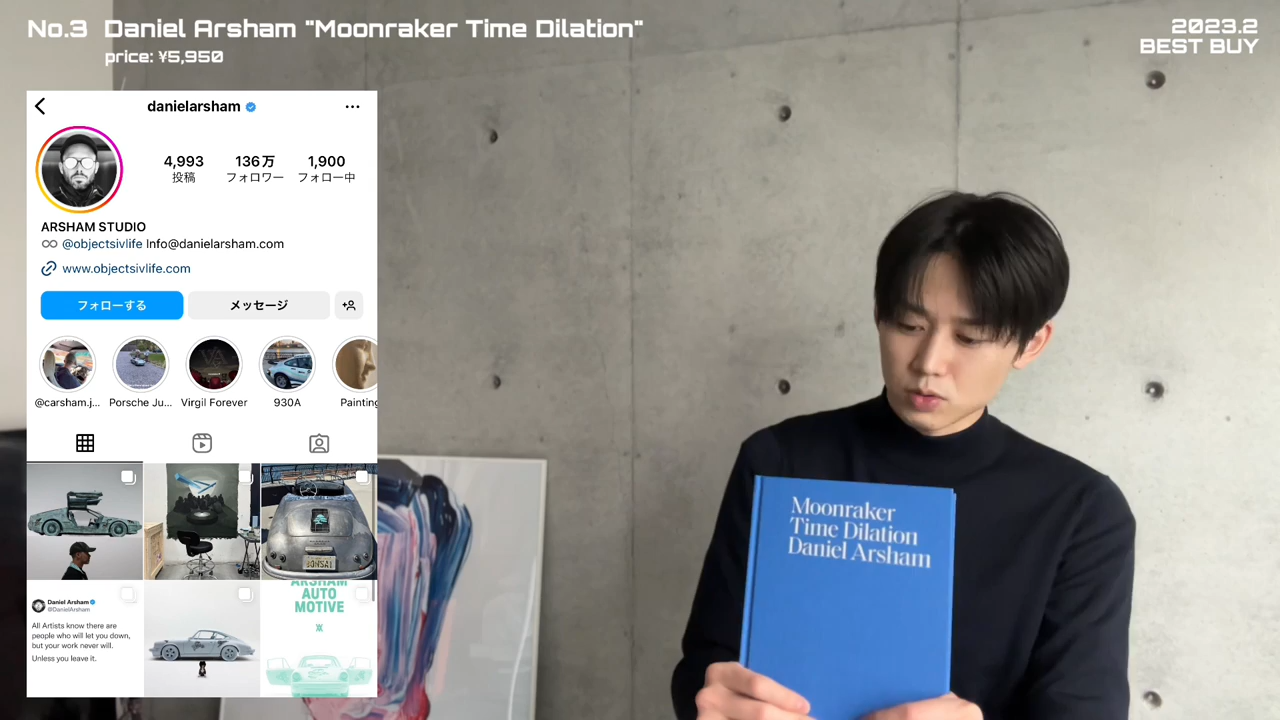 No.3 Daniel Arsham "Moonraker Time Dilation"
price: ¥5,950
2023.2
BEST BUY
danielarsham
4,993
136万
1,900
投稿
フォロワー
フォロー中
ARSHAM STUDIO
@objectsivlife Info@danielarsham.com
www.objectsivlife.com
フォローする
メッセージ
@carsham.j...
Porsche Ju...
Virgil Forever
930A
Painting
BONSAI
Daniel Arsham
@DanielArsham
All Artists know there are
people who will let you down,
but your work never will.
Unless you leave it.
ARSHAM
AUTO
MOTIVE
Moonraker
Time Dilation
Daniel Arsham